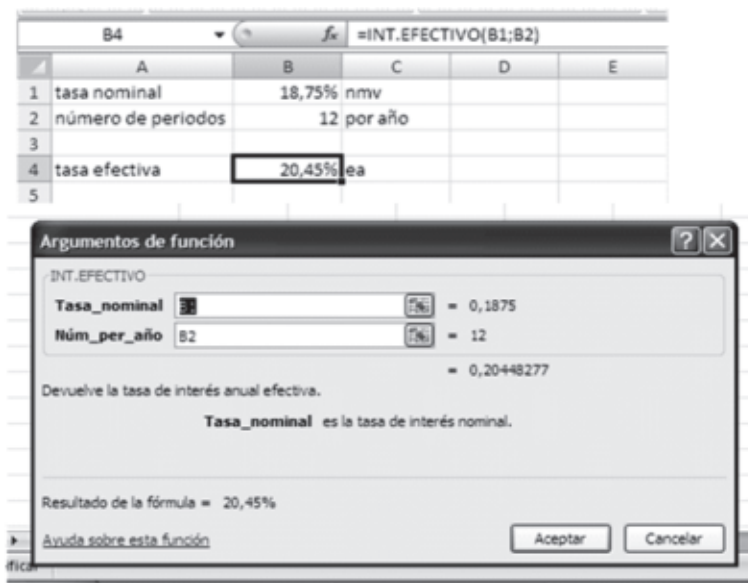 B4 fx =INT.EFECTIVO(B1;B2)
A B C D E
1 tasa nominal 18,75% nmv
2 número de periodos 12 por año
3
4 tasa efectiva 20,45% ea
5
Argumentos de función
INT.EFECTIVO
Tasa_nominal B1 = 0,1875
Núm_per_año B2 = 12
= 0,20448277
Devuelve la tasa de interés anual efectiva.
Tasa_nominal es la tasa de interés nominal.
Resultado de la fórmula = 20,45%
Ayuda sobre esta función Aceptar Cancelar